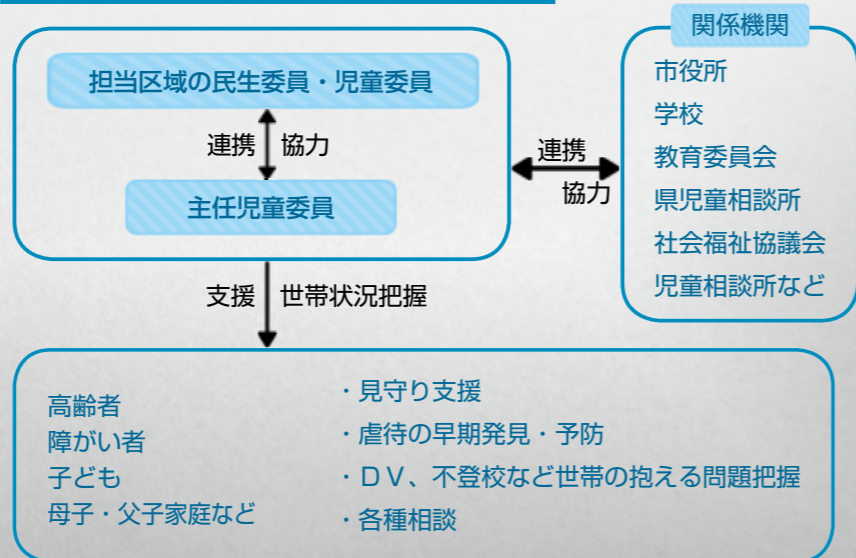 担当区域の民生委員・児童委員
連携 協力
主任児童委員
連携
協力
関係機関
市役所
学校
教育委員会
県児童相談所
社会福祉協議会
児童相談所など
支援 世帯状況把握
高齢者
障がい者
子ども
母子・父子家庭など
・見守り支援
・虐待の早期発見・予防
・ＤＶ、不登校など世帯の抱える問題把握
・各種相談